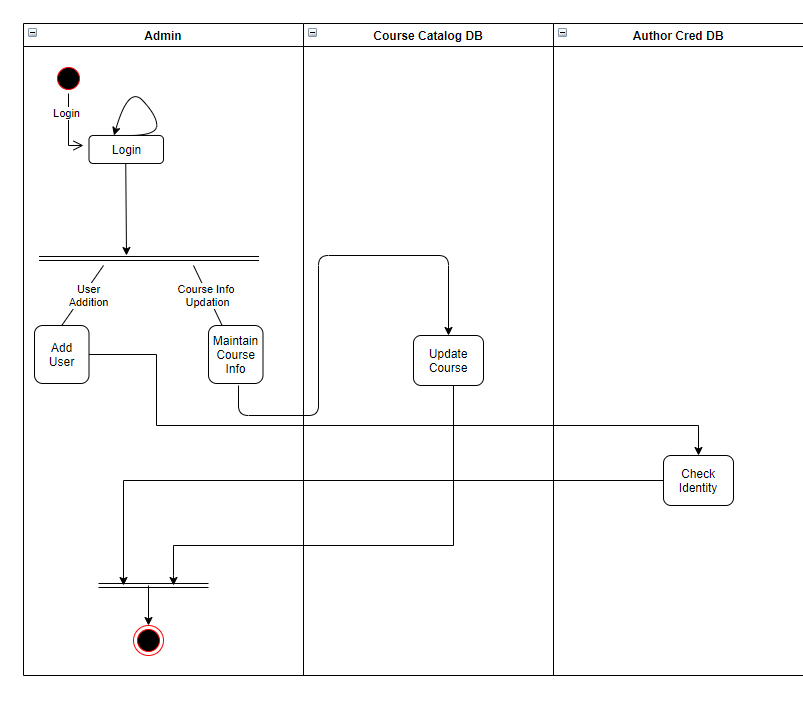 Admin
Course Catalog DB
Author Cred DB
Login
Login
User
Addition
Course Info
Updation
Add
User
Maintain
Course
Info
Update
Course
Check
Identity